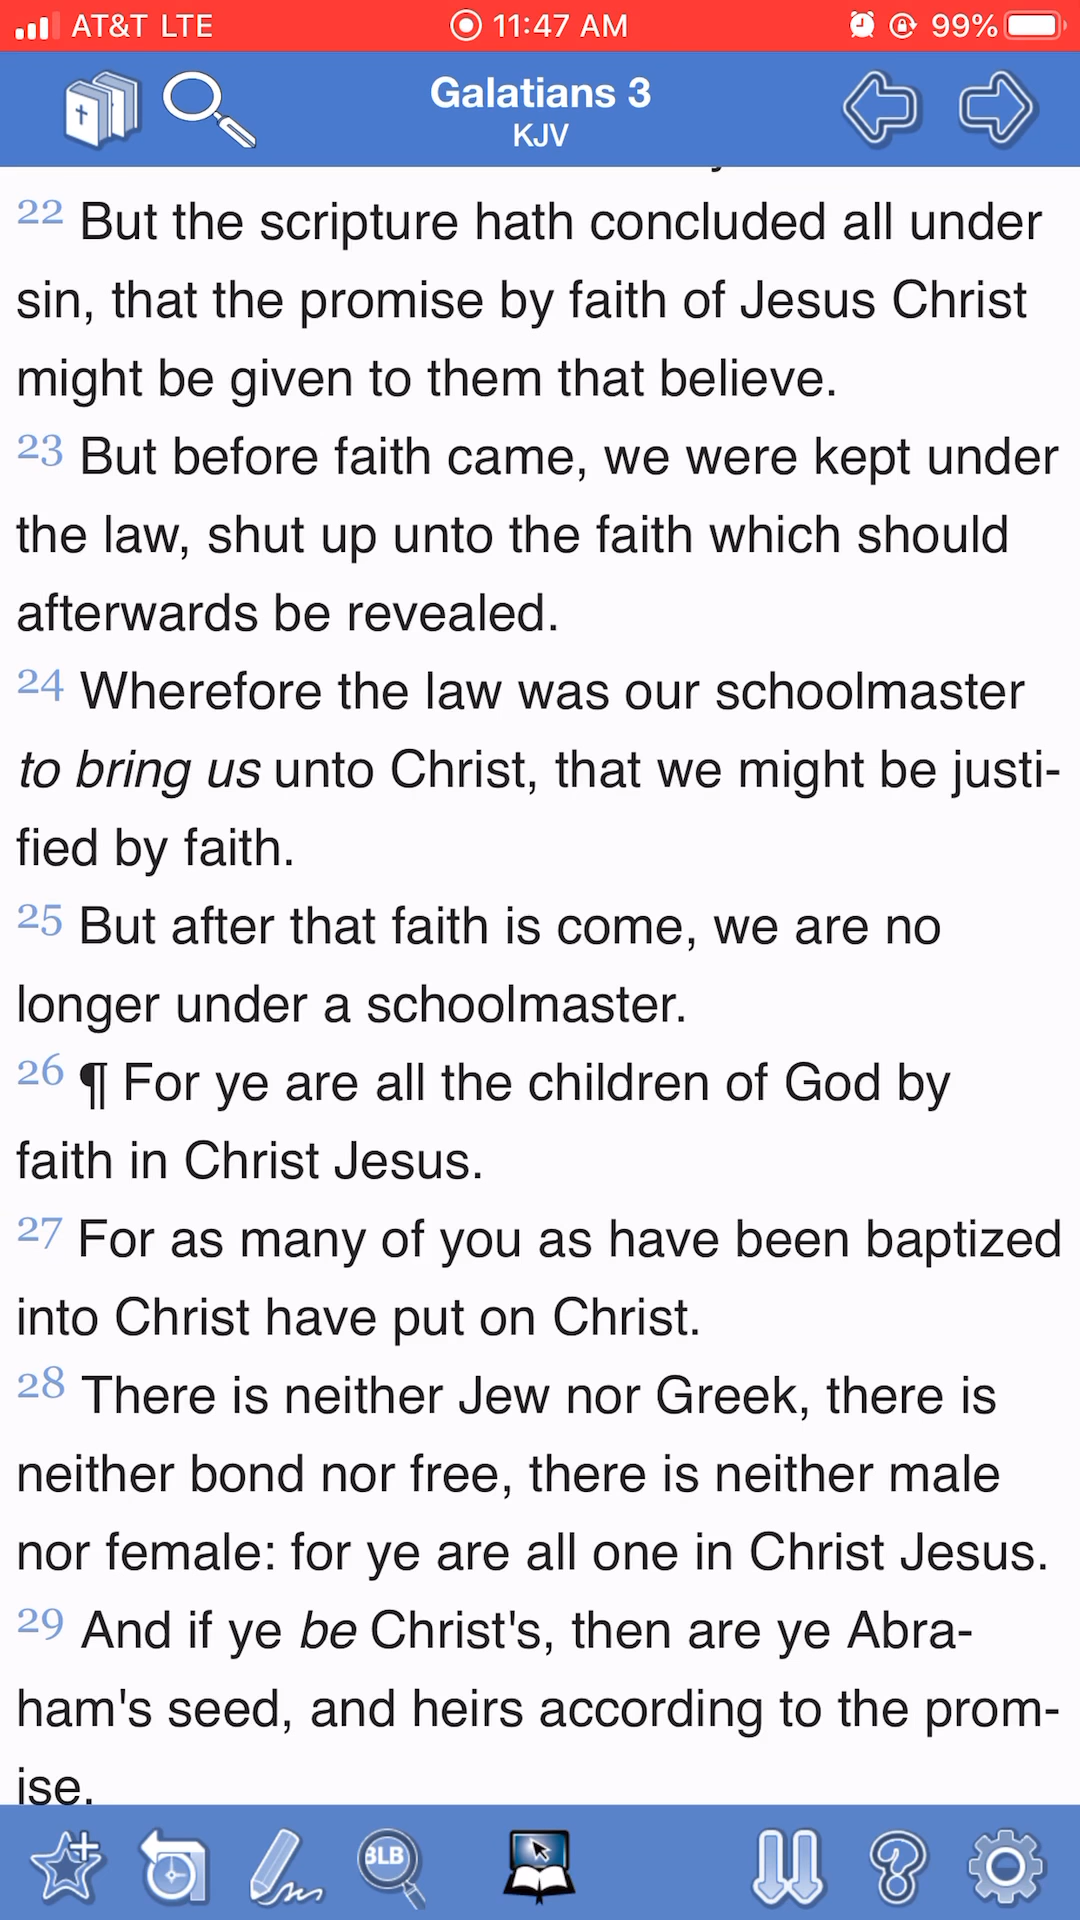 AT&T LTE 11:47 AM 99%
Galatians 3
KJV
22 But the scripture hath concluded all under
sin, that the promise by faith of Jesus Christ
might be given to them that believe.
23 But before faith came, we were kept under
the law, shut up unto the faith which should
afterwards be revealed.
24 Wherefore the law was our schoolmaster
to bring us unto Christ, that we might be justi-
fied by faith.
25 But after that faith is come, we are no
longer under a schoolmaster.
26 ¶ For ye are all the children of God by
faith in Christ Jesus.
27 For as many of you as have been baptized
into Christ have put on Christ.
28 There is neither Jew nor Greek, there is
neither bond nor free, there is neither male
nor female: for ye are all one in Christ Jesus.
29 And if ye be Christ's, then are ye Abra-
ham's seed, and heirs according to the prom-
ise.
BLB